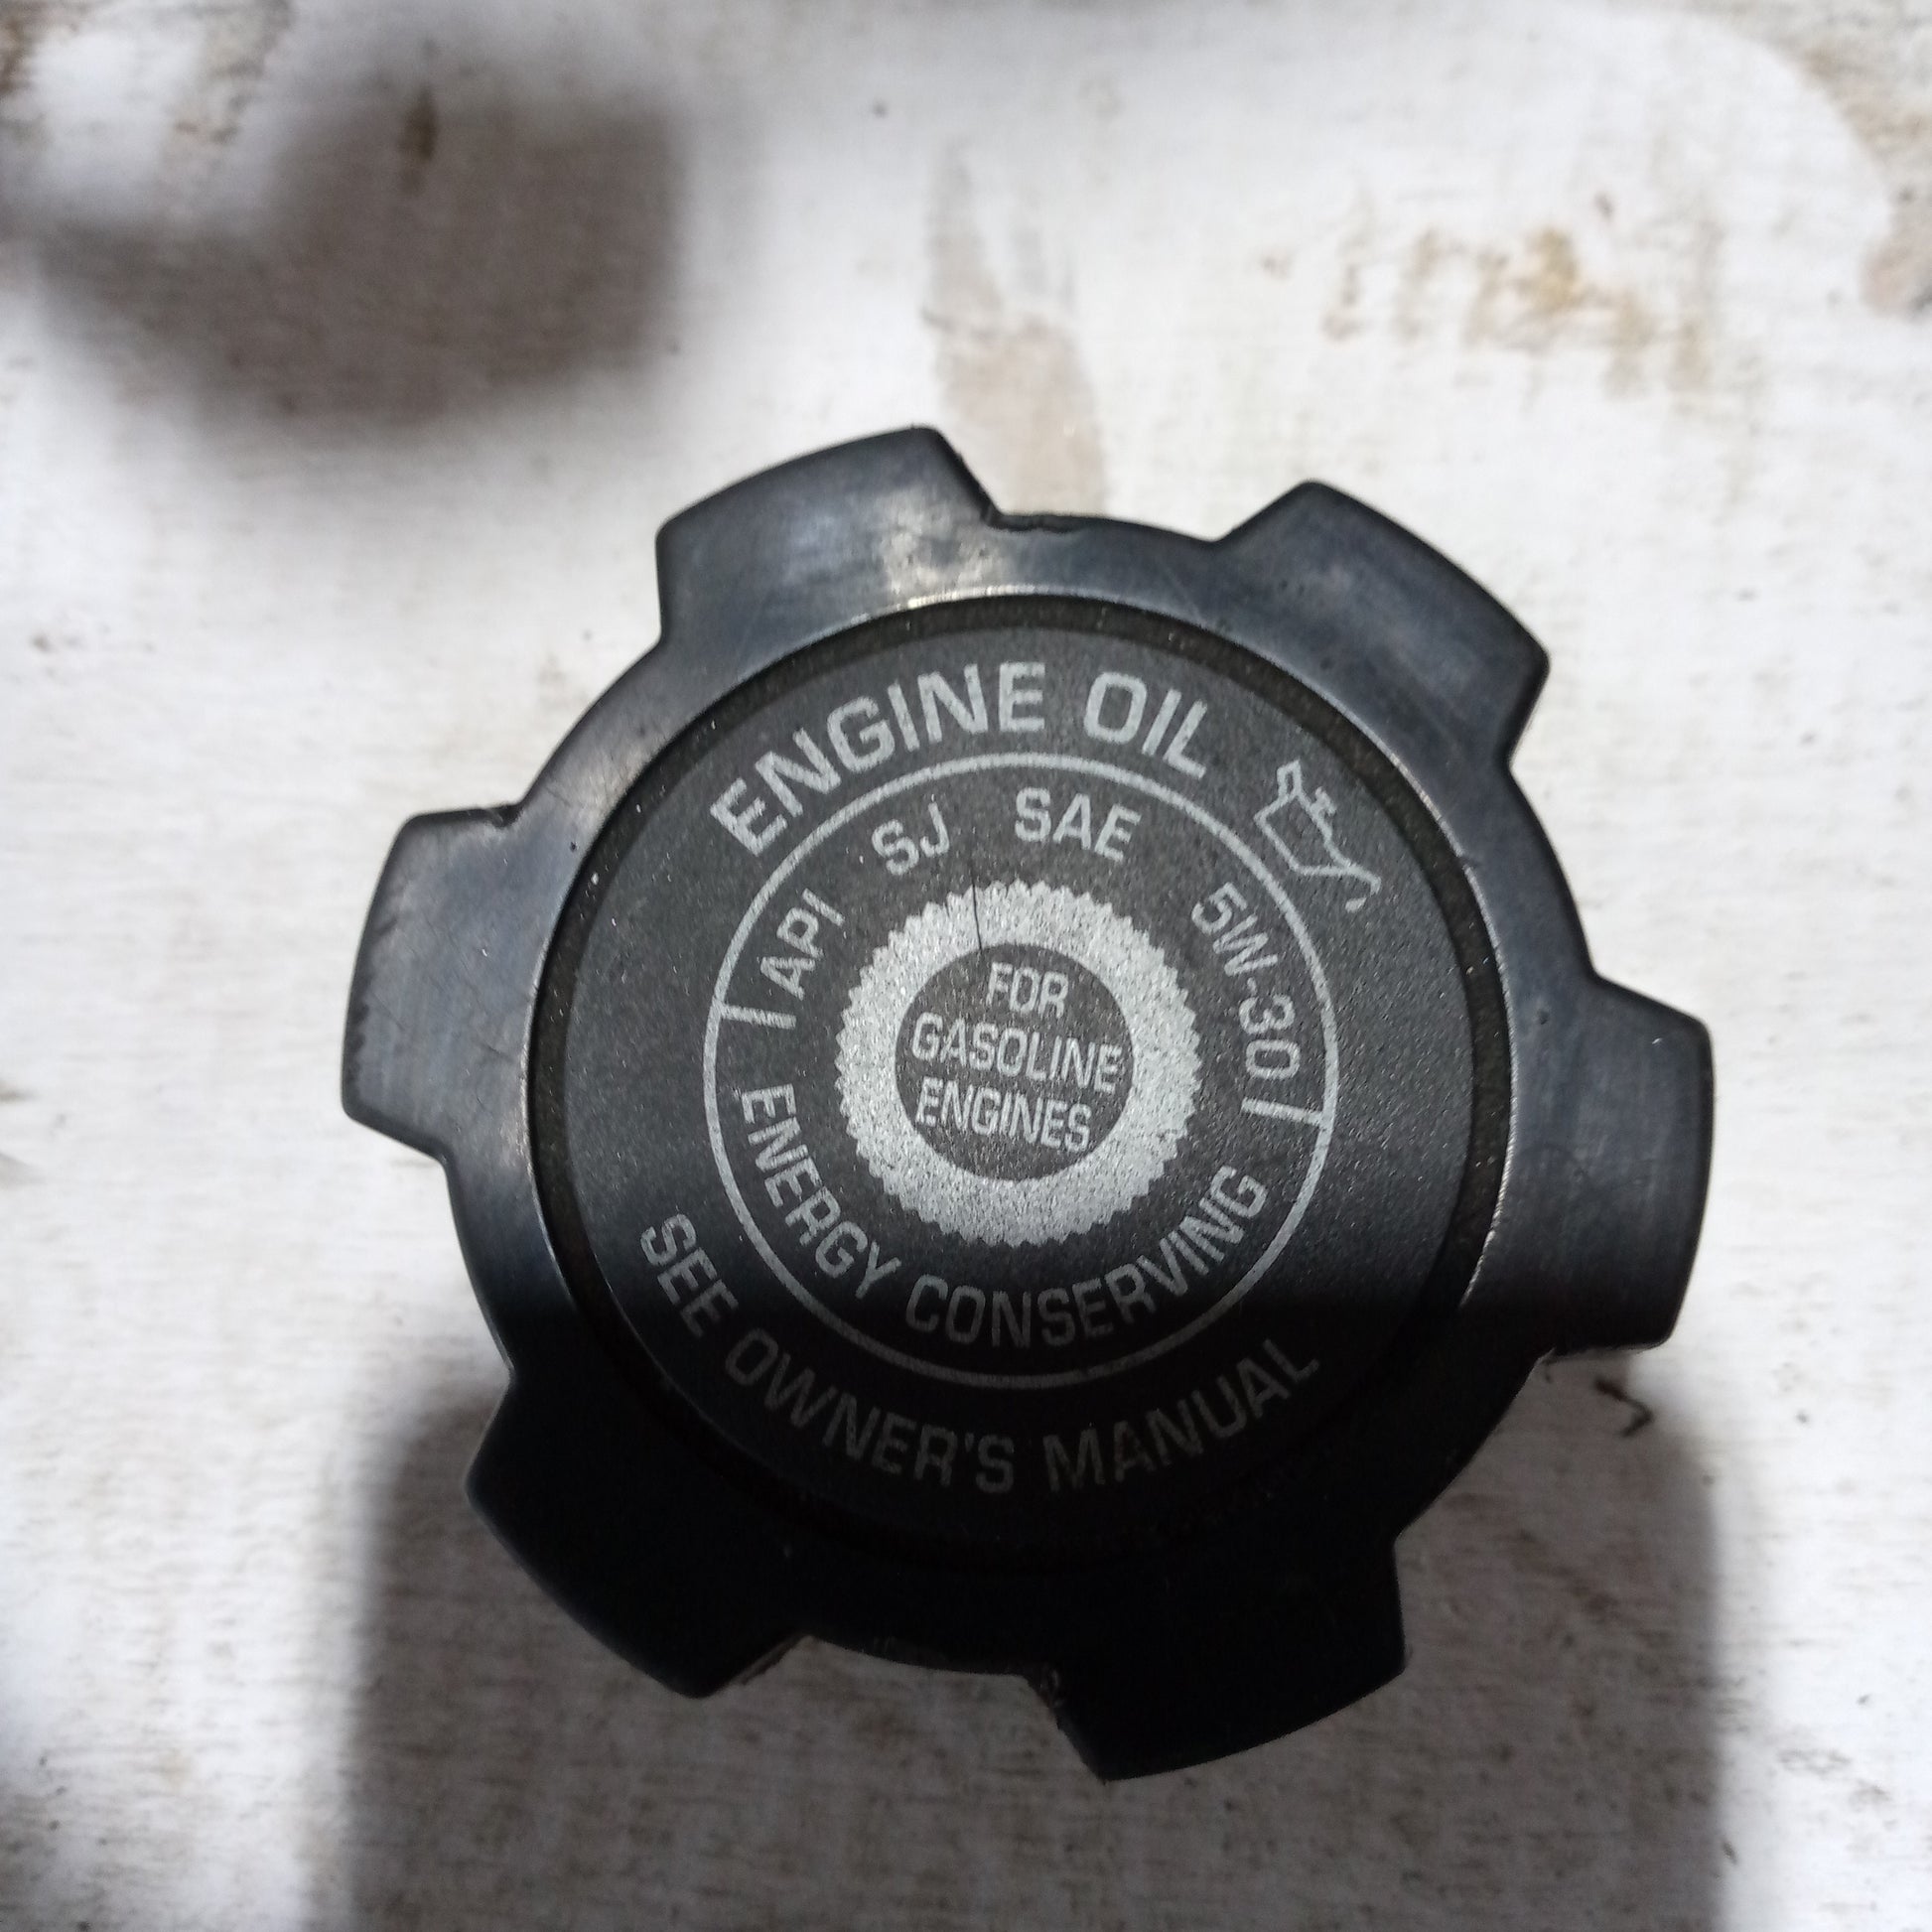 ENGINE OIL
API SJ SAE 5W-30
FOR
GASOLINE
ENGINES
ENERGY CONSERVING
SEE OWNER'S MANUAL